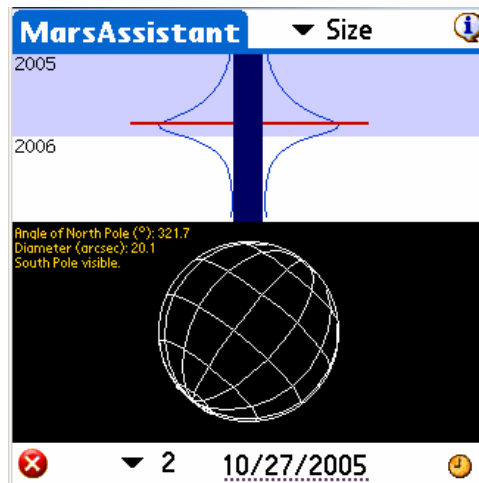 MarsAssistant Size
2005
2006
Angle of North Pole (°): 321.7
Diameter (arcsec): 20.1
South Pole visible.
2 10/27/2005